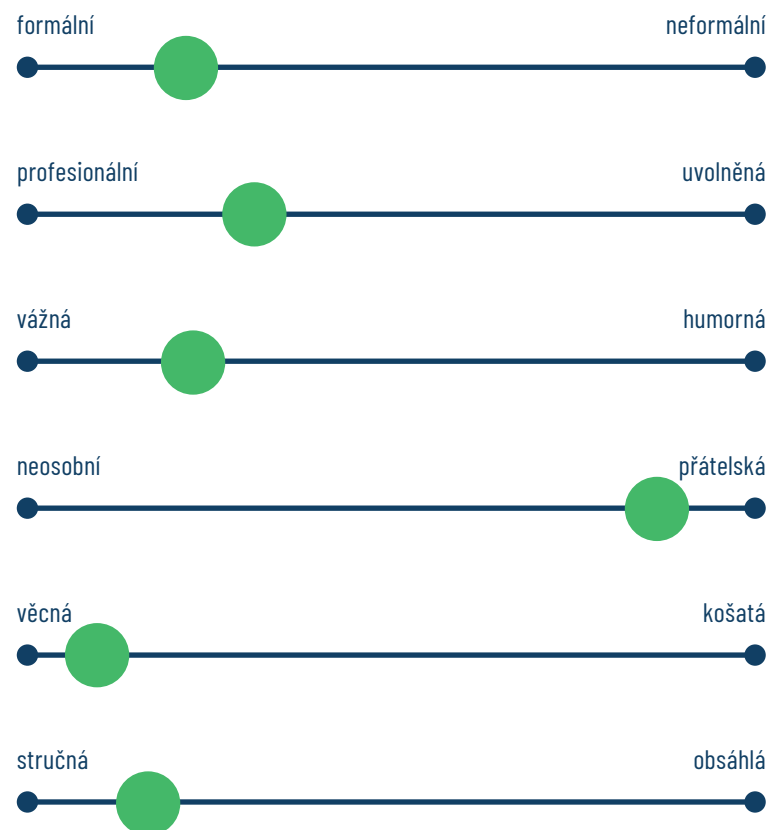 formální neformální
profesionální uvolněná
vážná humorná
neosobní přátelská
věcná košatá
stručná obsáhlá